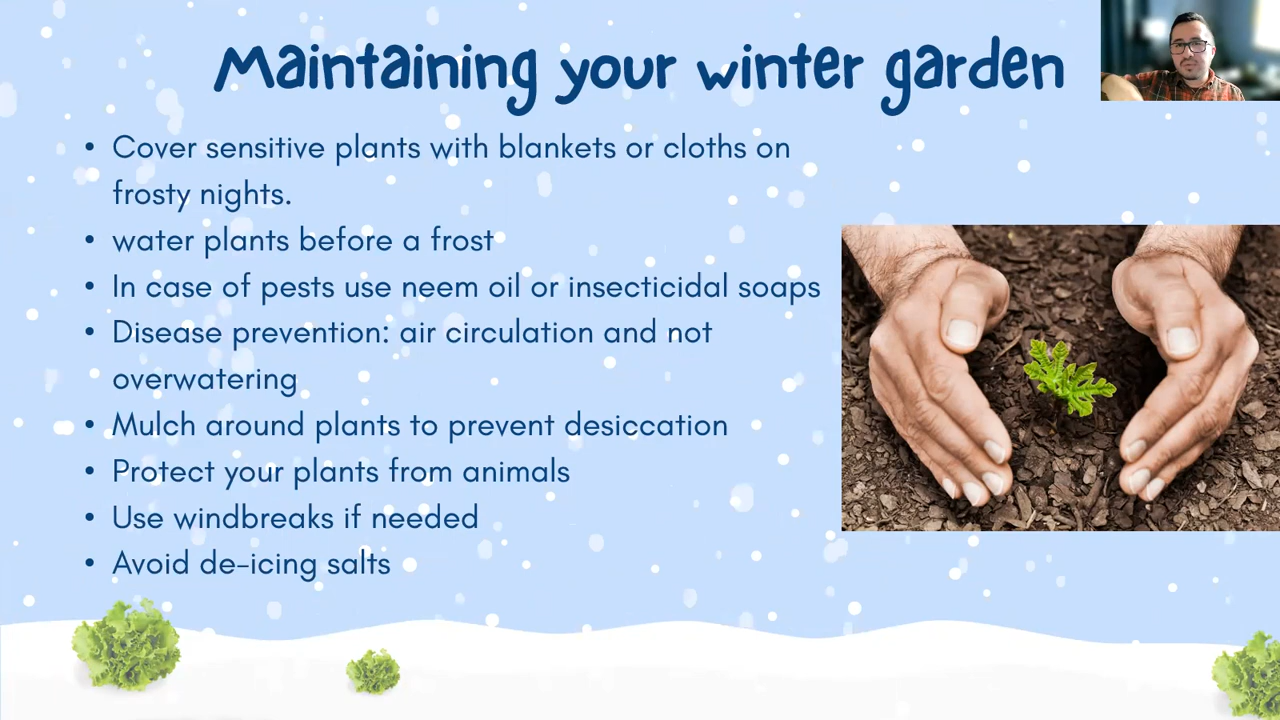 Maintaining your winter garden
• Cover sensitive plants with blankets or cloths on
frosty nights.
• water plants before a frost
• In case of pests use neem oil or insecticidal soaps
• Disease prevention: air circulation and not
overwatering
• Mulch around plants to prevent desiccation
• Protect your plants from animals
• Use windbreaks if needed
• Avoid de-icing salts